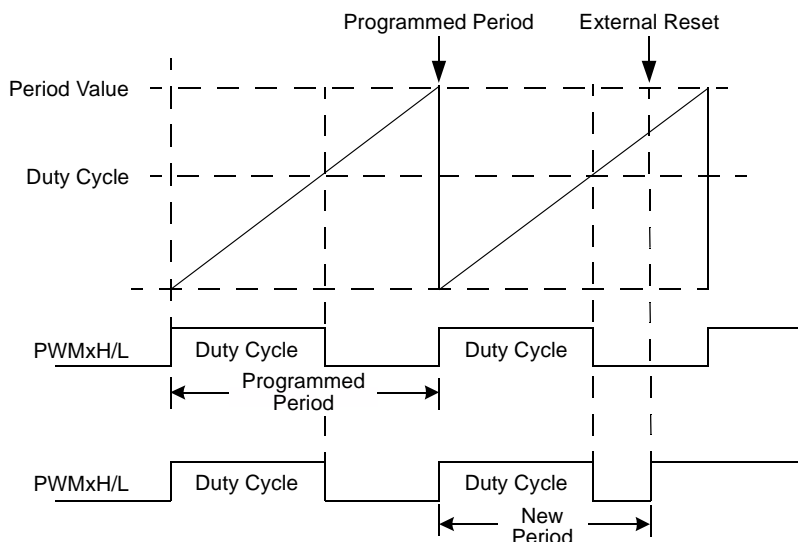 Programmed Period
External Reset
Period Value
Duty Cycle
PWMxH/L
Duty Cycle
Duty Cycle
Programmed
Period
PWMxH/L
Duty Cycle
Duty Cycle
New
Period